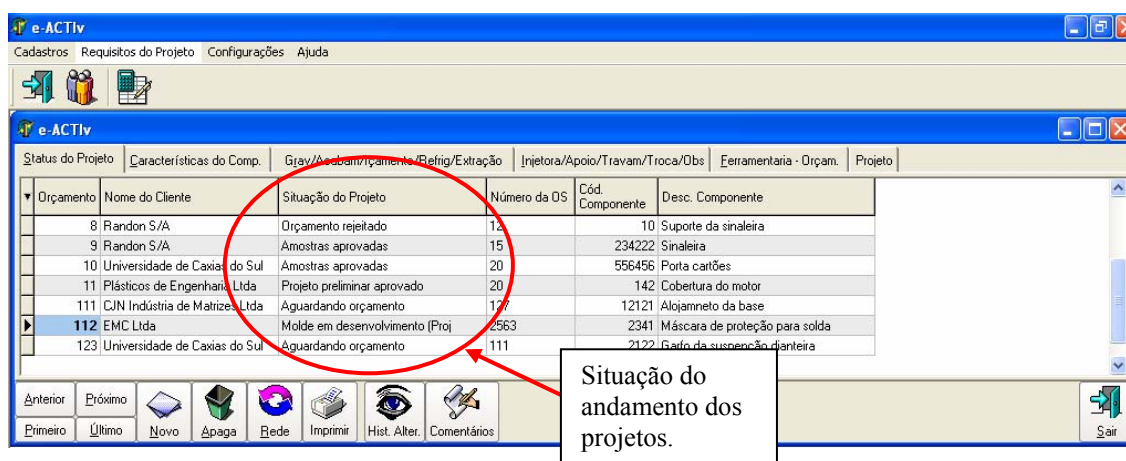 e-ACTIv
Cadastros Requisitos do Projeto Configurações Ajuda
e-ACTIv
Status do Projeto Características do Comp. Grav/Acabam/Içamento/Refrig/Extração Injetora/Apoio/Travam/Troca/Obs Ferramentaria - Orçam. Projeto
Orçamento Nome do Cliente Situação do Projeto Número da OS Cód. Componente Desc. Componente
8 Randon S/A Orçamento rejeitado 12 10 Suporte da sinaleira
9 Randon S/A Amostras aprovadas 15 234222 Sinaleira
10 Universidade de Caxias do Sul Amostras aprovadas 20 556456 Porta cartões
11 Plásticos de Engenharia Ltda Projeto preliminar aprovado 20 142 Cobertura do motor
111 CJN Indústria de Matrizes Ltda Aguardando orçamento 127 12121 Alojamneto da base
112 EMC Ltda Molde em desenvolvimento (Proj 2563 2341 Máscara de proteção para solda
123 Universidade de Caxias do Sul Aguardando orçamento 111 2122 Garfo da suspenção dianteira
Situação do
andamento dos
projetos.
Anterior Próximo
Primeiro Último Novo Apaga Rede Imprimir Hist. Alter. Comentários Sair